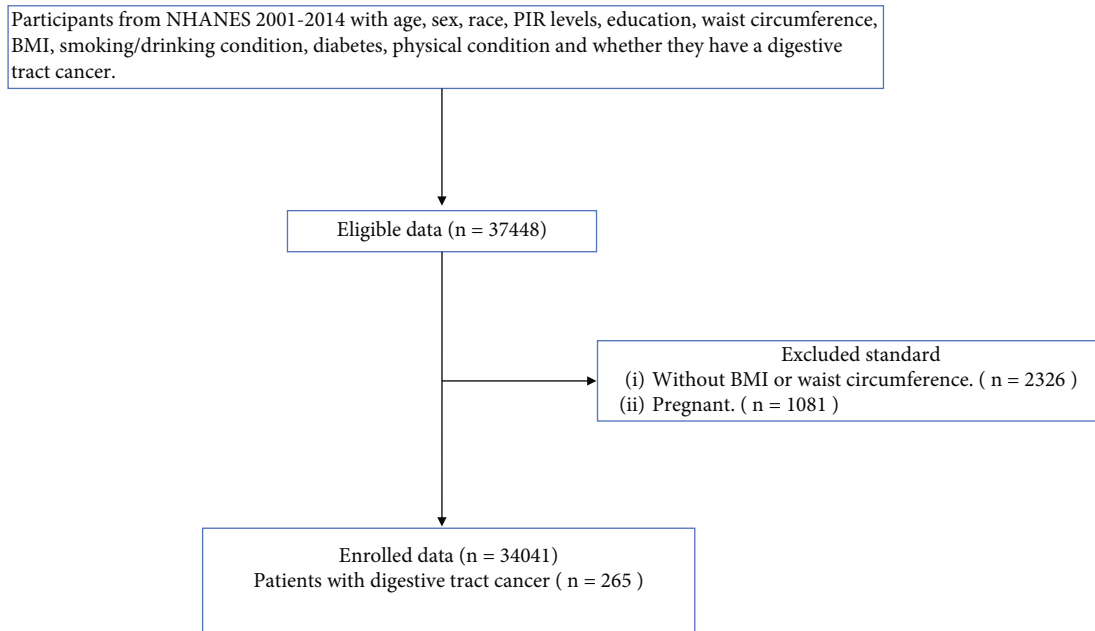 Participants from NHANES 2001-2014 with age, sex, race, PIR levels, education, waist circumference,
BMI, smoking/drinking condition, diabetes, physical condition and whether they have a digestive
tract cancer.
Eligible data (n = 37448)
Excluded standard
(i) Without BMI or waist circumference. ( n = 2326 )
(ii) Pregnant. ( n = 1081 )
Enrolled data (n = 34041)
Patients with digestive tract cancer ( n = 265 )